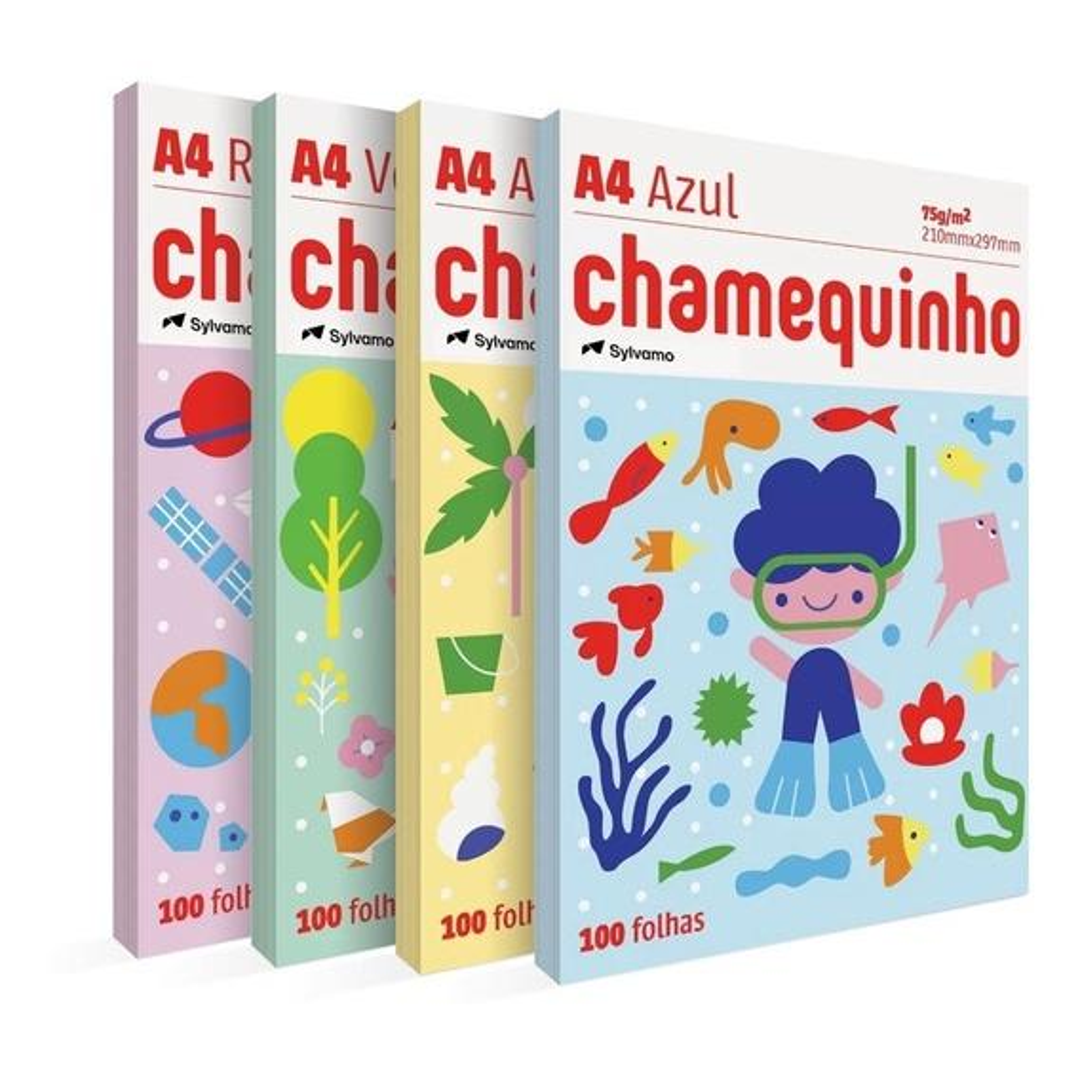 A4 R
cha
Sylvamo
100 folh
A4 Ve
cha
Sylvamo
100 folh
A4 A
cha
Sylvamo
100 folh
A4 Azul
75g/m2
210mmx297mm
chamequinho
Sylvamo
100 folhas